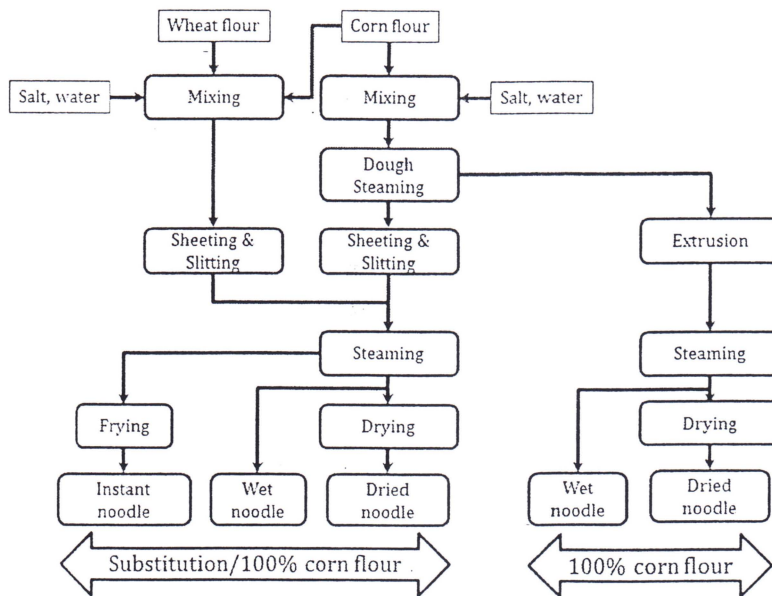 Wheat flour
Corn flour
Salt, water
Mixing
Mixing
Salt, water
Dough
Steaming
Sheeting &
Slitting
Sheeting &
Slitting
Extrusion
Steaming
Steaming
Frying
Drying
Drying
Instant
noodle
Wet
noodle
Dried
noodle
Wet
noodle
Dried
noodle
Substitution/100% corn flour
100% corn flour